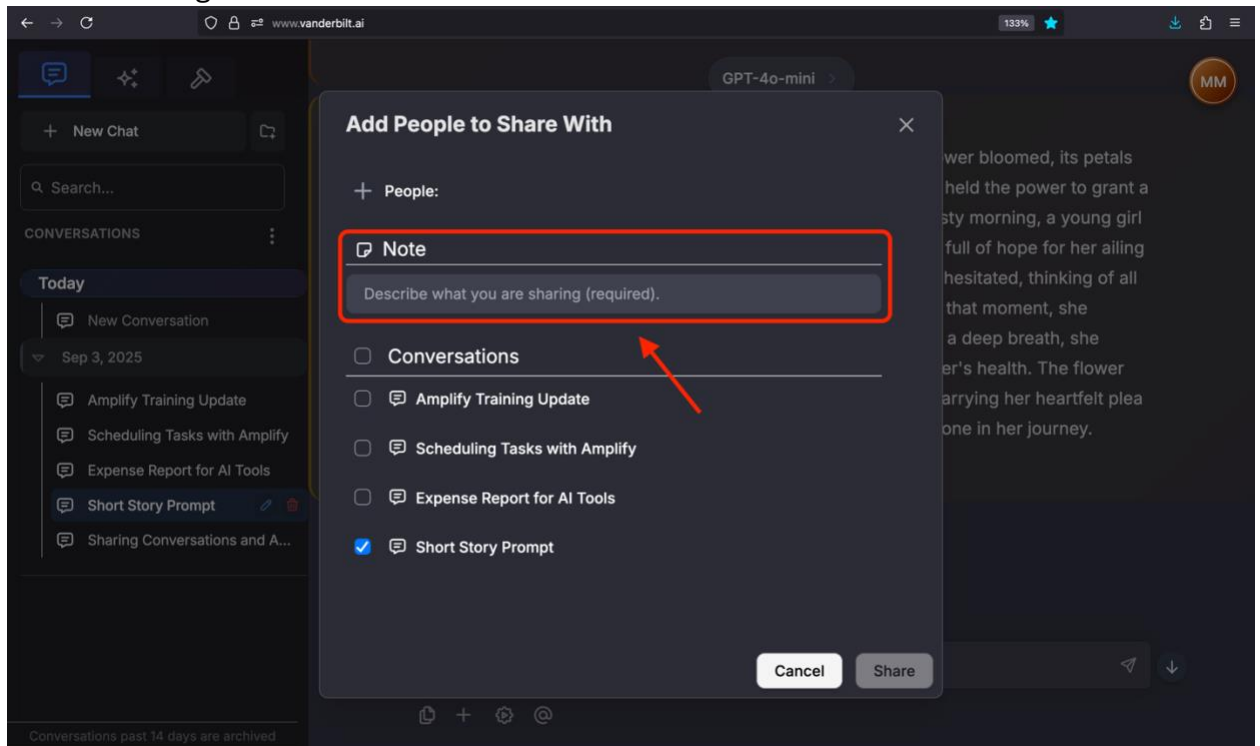 www.vanderbilt.ai
133%
GPT-4o-mini
MM
New Chat
Search...
CONVERSATIONS
Today
New Conversation
Sep 3, 2025
Amplify Training Update
Scheduling Tasks with Amplify
Expense Report for AI Tools
Short Story Prompt
Sharing Conversations and A...
Conversations past 14 days are archived
Add People to Share With
People:
Note
Describe what you are sharing (required).
Conversations
Amplify Training Update
Scheduling Tasks with Amplify
Expense Report for AI Tools
Short Story Prompt
Cancel
Share
wer bloomed, its petals
held the power to grant a
sty morning, a young girl
full of hope for her ailing
hesitated, thinking of all
that moment, she
a deep breath, she
er's health. The flower
arrying her heartfelt plea
one in her journey.